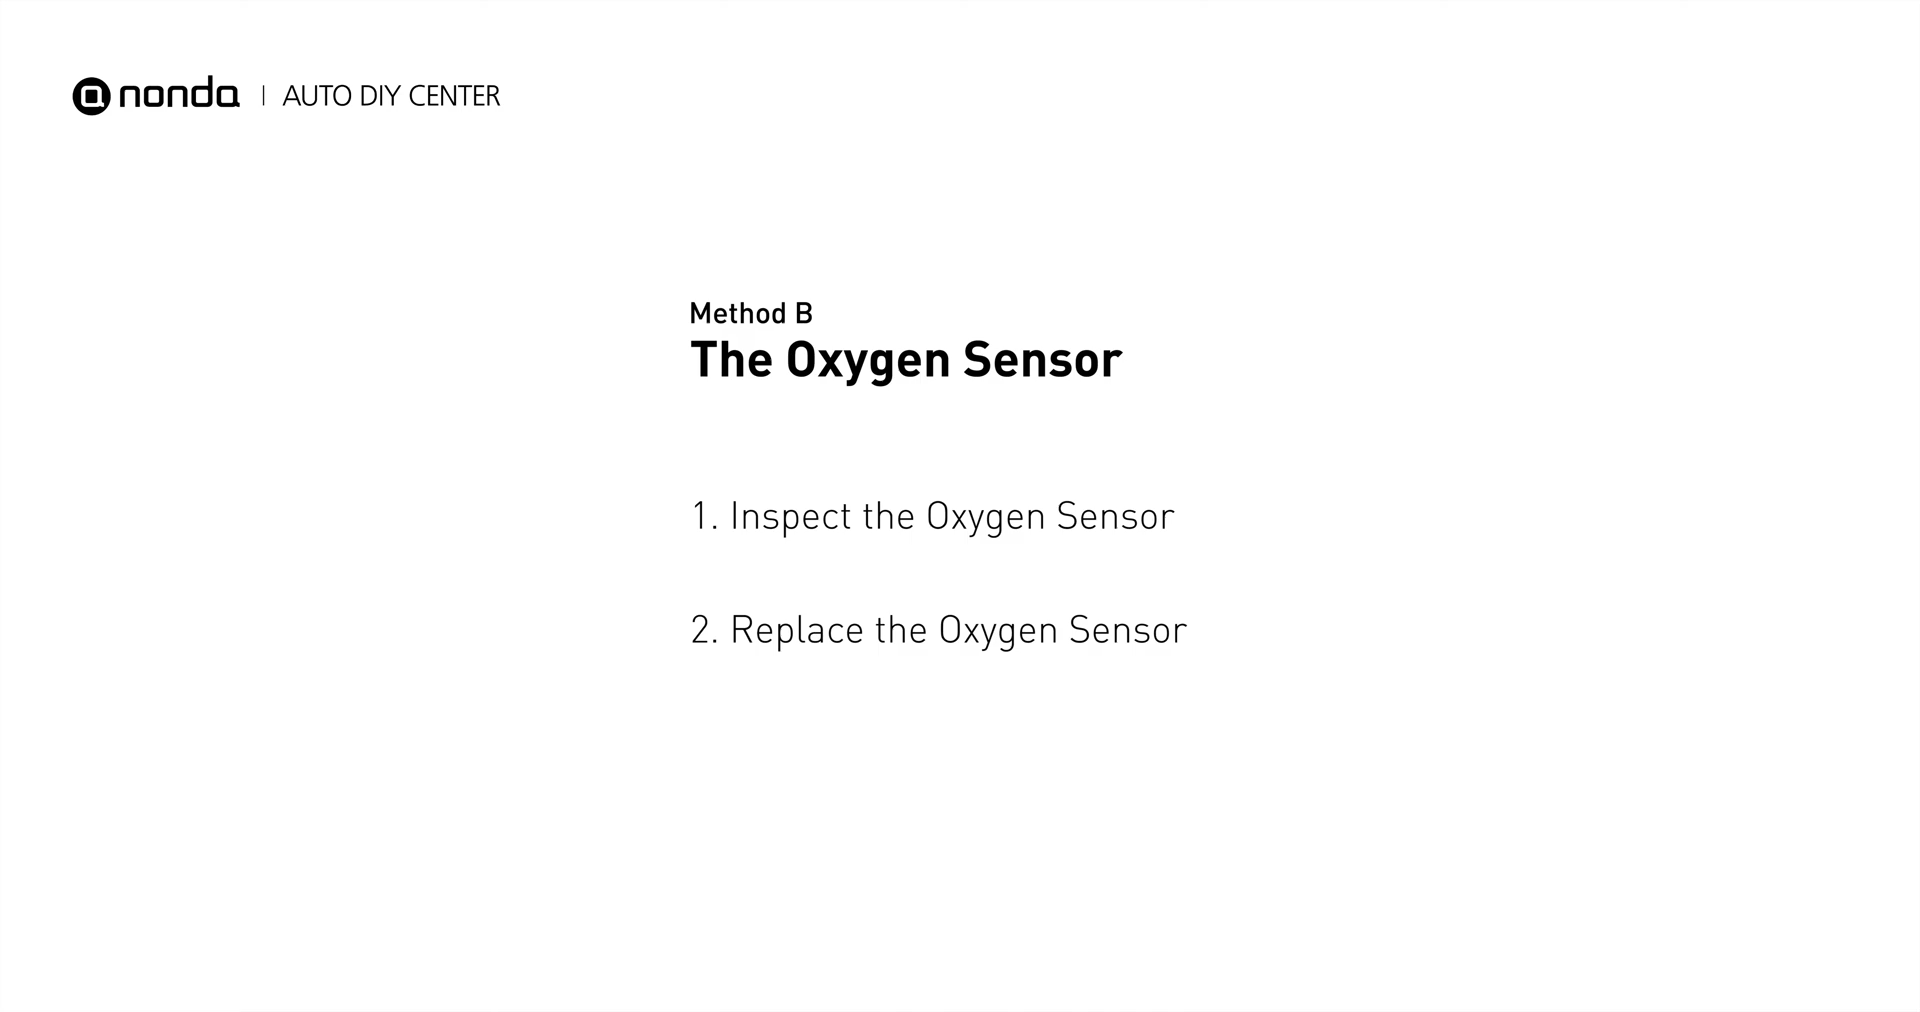 nonda | AUTO DIY CENTER
Method B
The Oxygen Sensor
1. Inspect the Oxygen Sensor
2. Replace the Oxygen Sensor